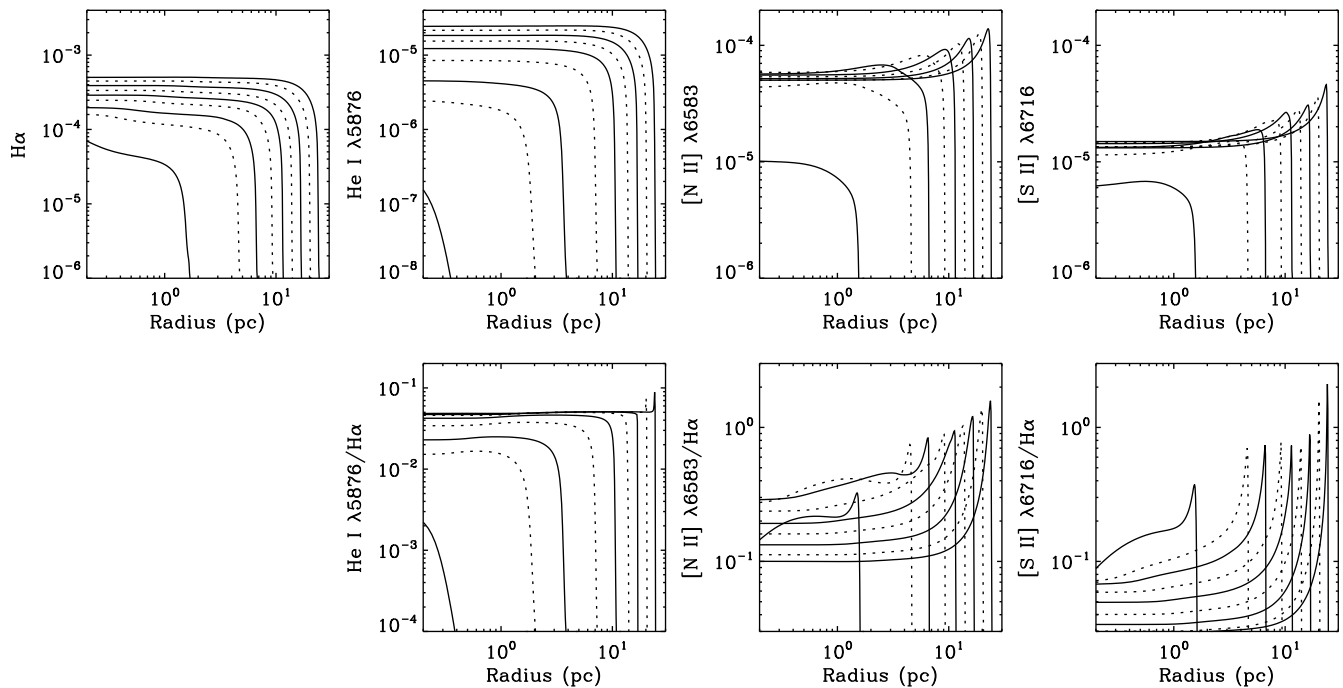 Hα
10⁻³
10⁻⁴
10⁻⁵
10⁻⁶
10⁰
10¹
Radius (pc)
He I λ5876
10⁻⁵
10⁻⁶
10⁻⁷
10⁻⁸
10⁰
10¹
Radius (pc)
[N II] λ6583
10⁻⁴
10⁻⁵
10⁻⁶
10⁰
10¹
Radius (pc)
[S II] λ6716
10⁻⁴
10⁻⁵
10⁻⁶
10⁰
10¹
Radius (pc)
He I λ5876/Hα
10⁻¹
10⁻²
10⁻³
10⁻⁴
10⁰
10¹
Radius (pc)
[N II] λ6583/Hα
10⁰
10⁻¹
10⁰
10¹
Radius (pc)
[S II] λ6716/Hα
10⁰
10⁻¹
10⁰
10¹
Radius (pc)